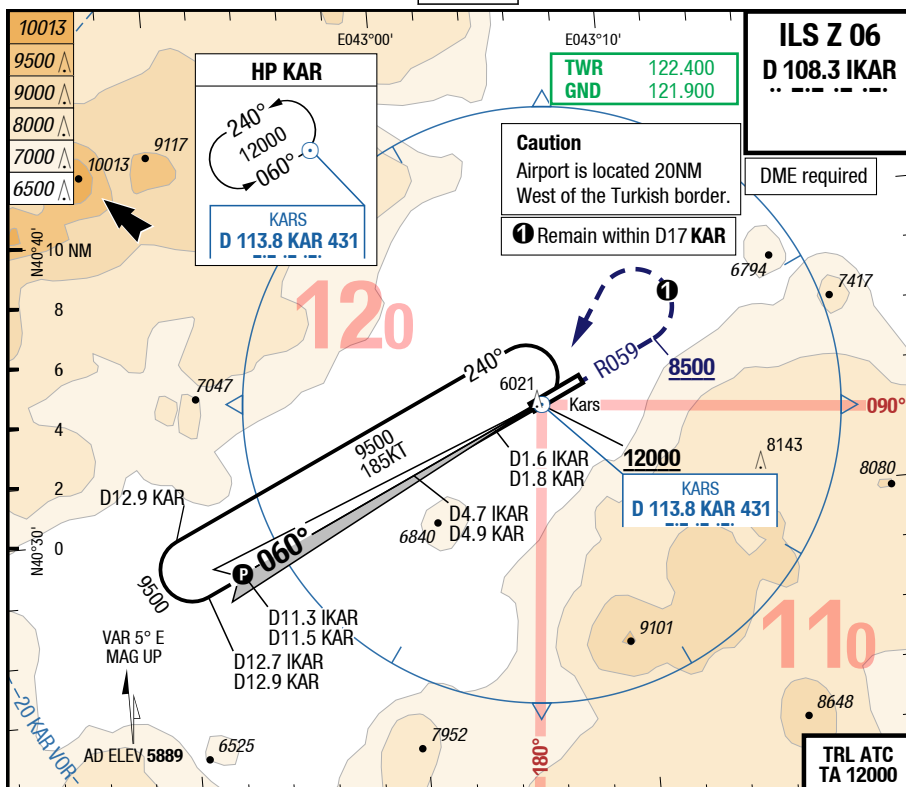 10013
9500
9000
8000
7000
6500
E043°00'
E043°10'
ILS Z 06
D 108.3 IKAR
DME required
TWR 122.400
GND 121.900
HP KAR
240°
12000
060°
KARS
D 113.8 KAR 431
Caution
Airport is located 20NM
West of the Turkish border.
1 Remain within D17 KAR
9117
10013
N40°40'
10 NM
8
6
4
2
0
N40°30'
120
6794
7417
1
R059
8500
7047
240°
6021
Kars
090°
9500
185KT
12000
8143
D1.6 IKAR
D1.8 KAR
KARS
D 113.8 KAR 431
8080
D12.9 KAR
D4.7 IKAR
D4.9 KAR
6840
060°
P
9500
D11.3 IKAR
D11.5 KAR
D12.7 IKAR
D12.9 KAR
9101
110
VAR 5° E
MAG UP
8648
20 KAR VOR
AD ELEV 5889
6525
7952
180°
TRL ATC
TA 12000